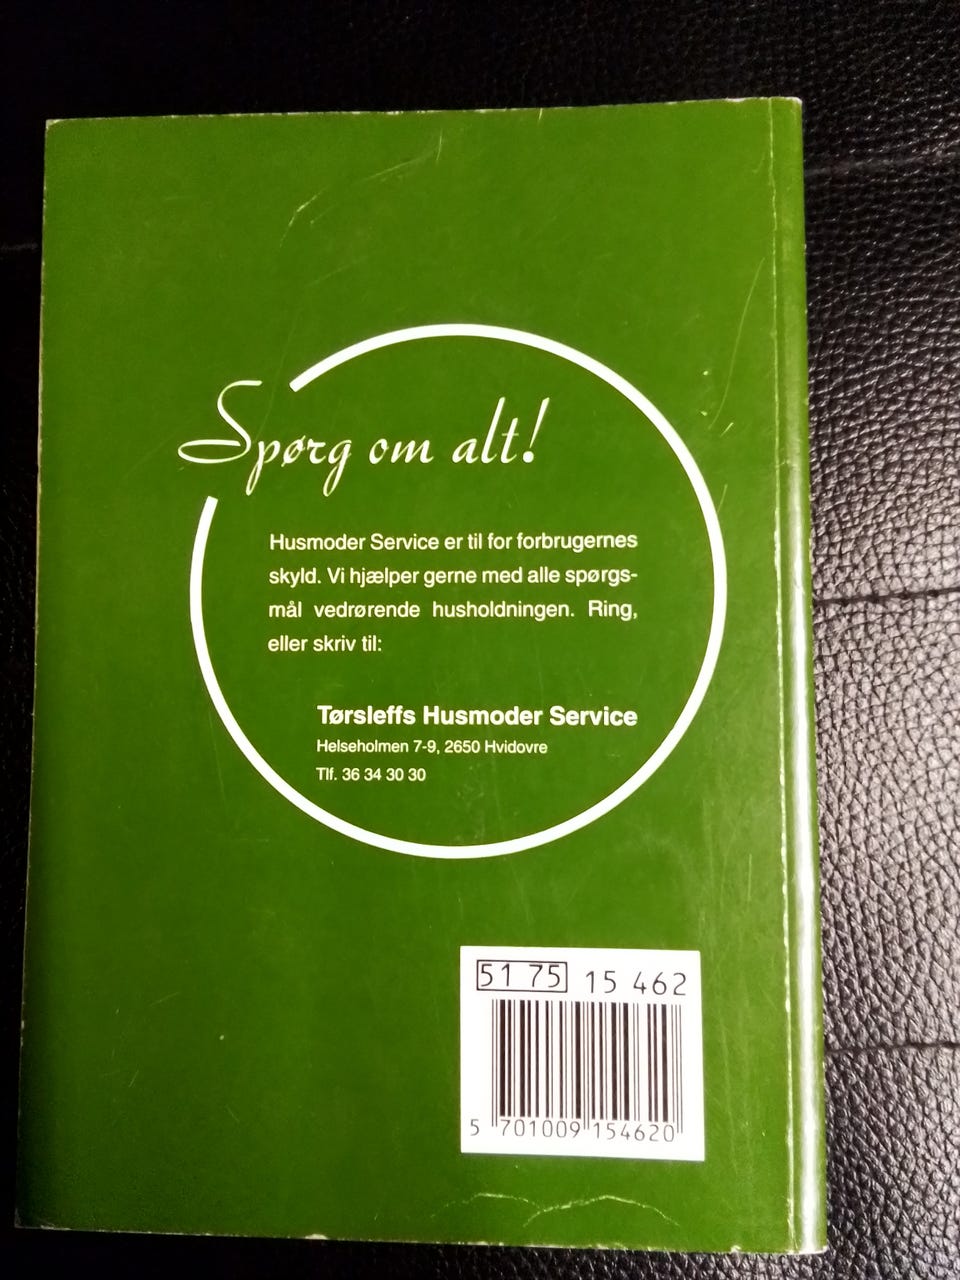 Spørg om alt!
Husmoder Service er til for forbrugernes
skyld. Vi hjælper gerne med alle spørgs-
mål vedrørende husholdningen. Ring,
eller skriv til:
Tørsleffs Husmoder Service
Helseholmen 7-9, 2650 Hvidovre
Tlf. 36 34 30 30
51 75 15 462
5 701009 154620